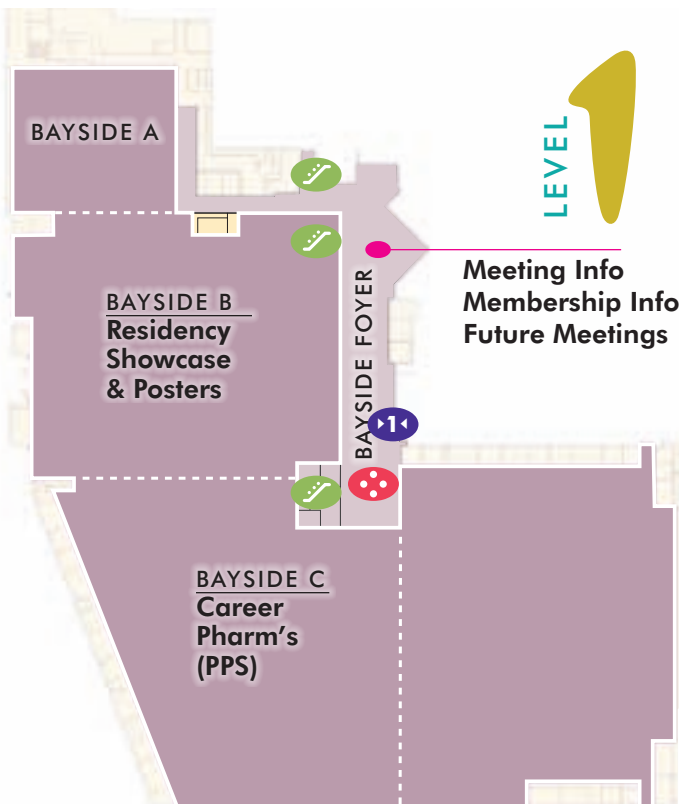 BAYSIDE A
LEVEL
1
Meeting Info
Membership Info
Future Meetings
BAYSIDE B
Residency
Showcase
& Posters
BAYSIDE FOYER
1
BAYSIDE C
Career
Pharm's
(PPS)